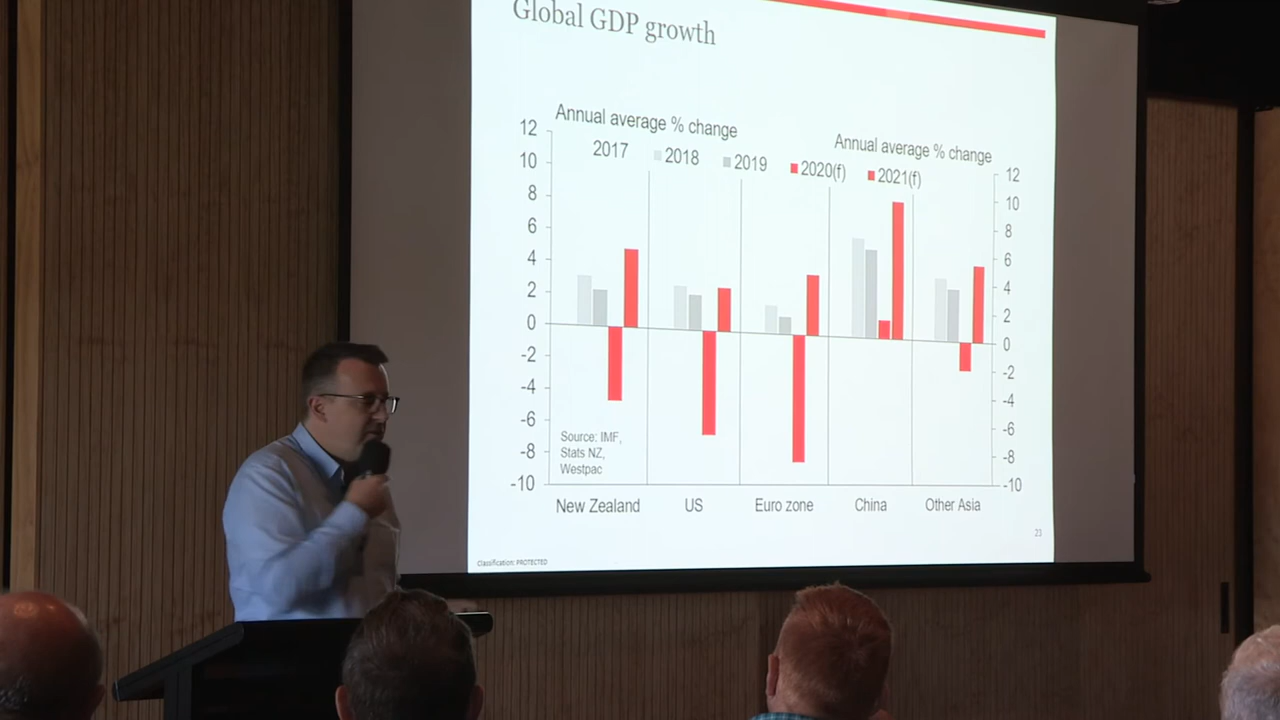 Global GDP growth
Annual average % change
Annual average % change
2017 2018 2019 2020(f) 2021(f)
12
10
8
6
4
2
0
-2
-4
-6
-8
-10
12
10
8
6
4
2
0
-2
-4
-6
-8
-10
Source: IMF,
Stats NZ,
Westpac
New Zealand US Euro zone China Other Asia
23
Classification: PROTECTED